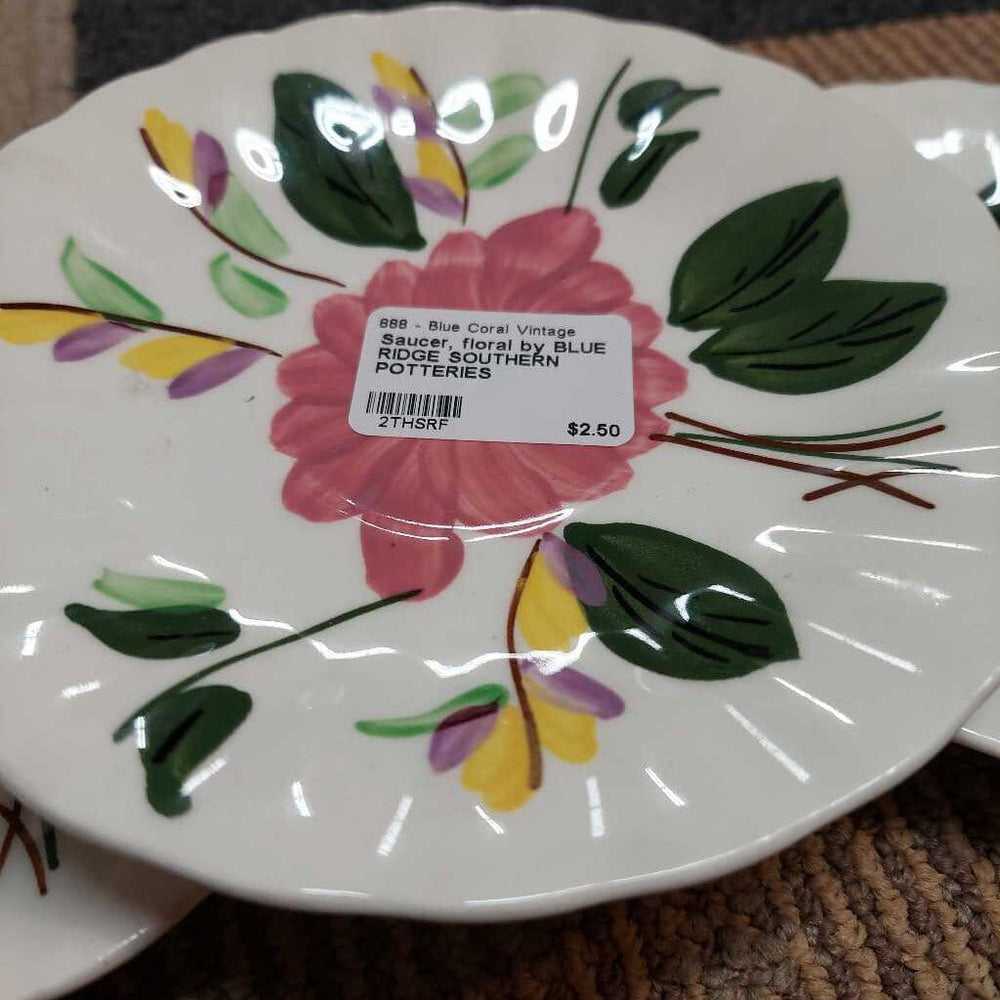 888 - Blue Coral Vintage
Saucer, floral by BLUE
RIDGE SOUTHERN
POTTERIES
2THSRF
$2.50